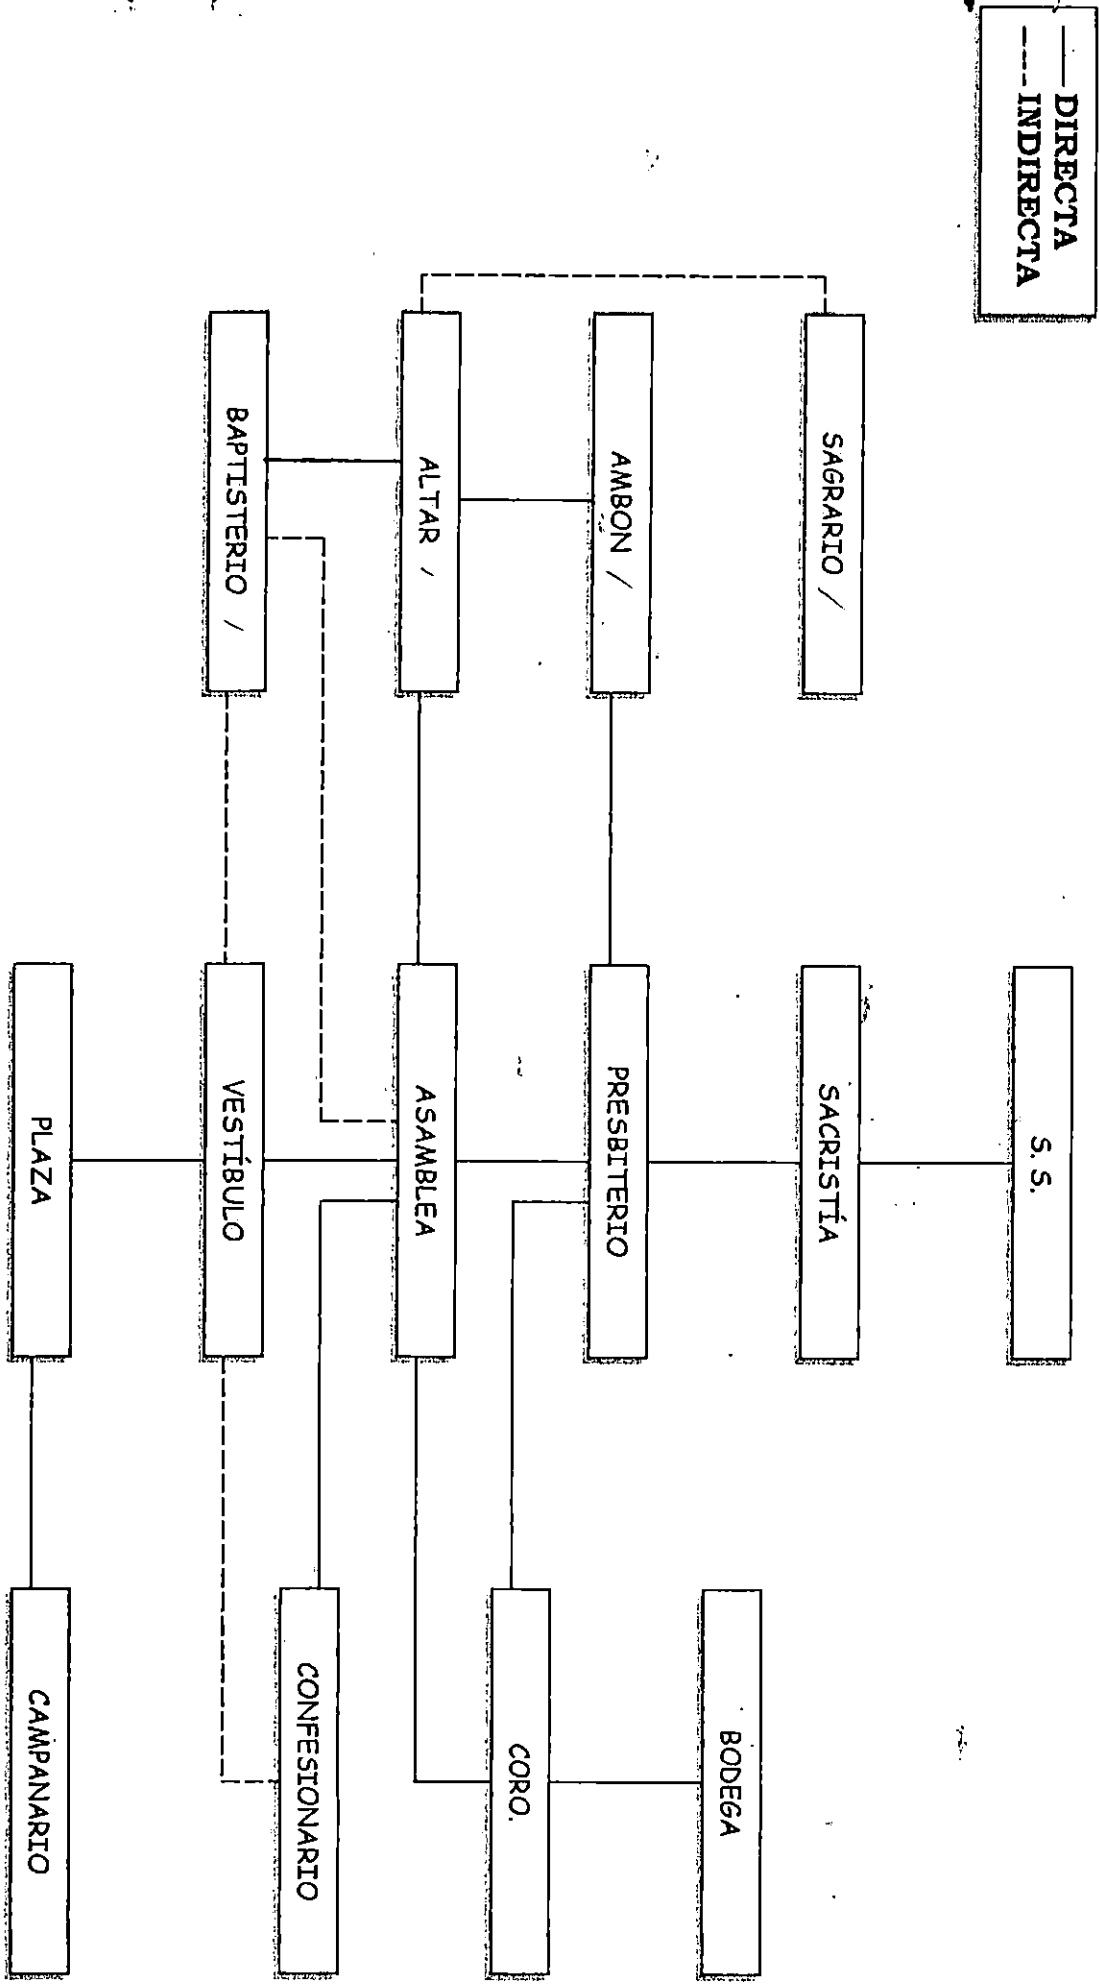 DIRECTA
INDIRECTA
S.S.
SAGRARIO /
SACRISTÍA
BODEGA
AMBON /
PRESBITERIO
CORO.
ALTAR /
ASAMBLEA
CONFESIONARIO
BAPTISTERIO /
VESTÍBULO
PLAZA
CAMPANARIO